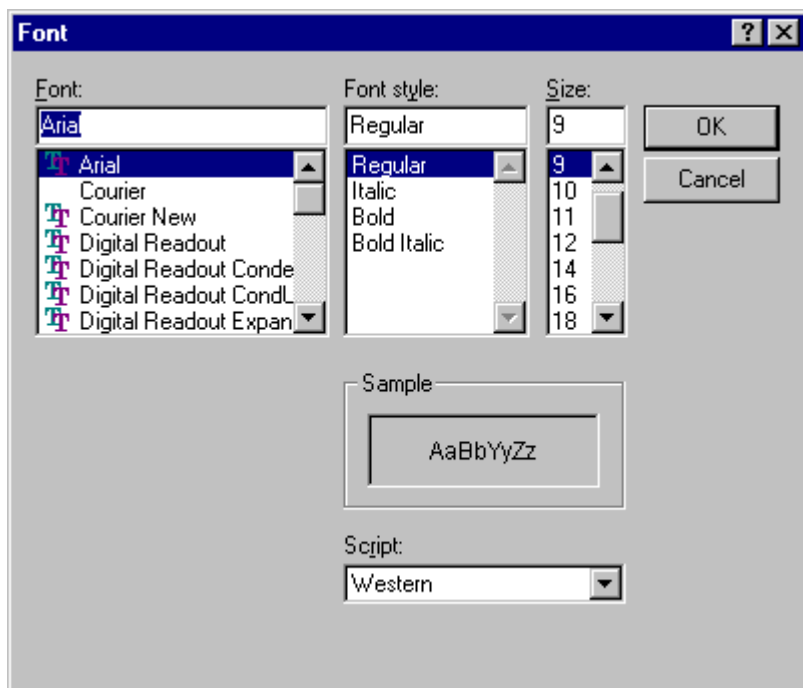 Font
Font:
Arial
Arial
Courier
Courier New
Digital Readout
Digital Readout Conde
Digital Readout CondL
Digital Readout Expan
Font style:
Regular
Regular
Italic
Bold
Bold Italic
Size:
9
9
10
11
12
14
16
18
OK
Cancel
Sample
AaBbYyZz
Script:
Western